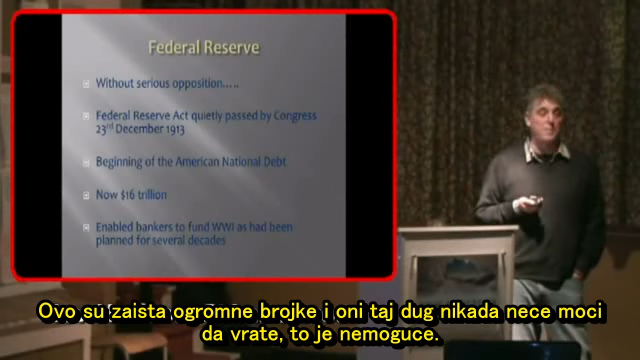 Federal Reserve
Without serious opposition.....
Federal Reserve Act quietly passed by Congress
23rd December 1913
Beginning of the American National Debt
Now $16 trillion
Enabled bankers to fund WWI as had been
planned for several decades
Ovo su zaista ogromne brojke i oni taj dug nikada nece moci
da vrate, to je nemoguce.